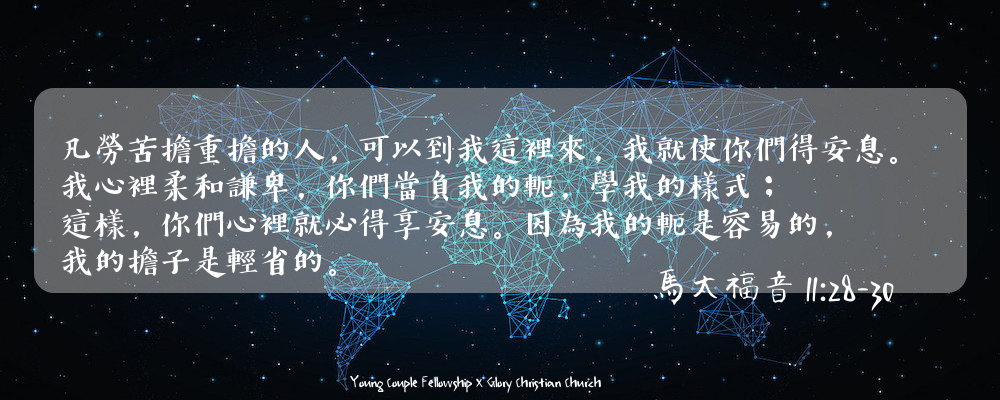 凡勞苦擔重擔的人，可以到我這裡來，我就使你們得安息。
我心裡柔和謙卑，你們當負我的軛，學我的樣式；
這樣，你們心裡就必得享安息。因為我的軛是容易的，
我的擔子是輕省的。
馬太福音 11:28-30
Young Couple Fellowship X Glory Christian Church